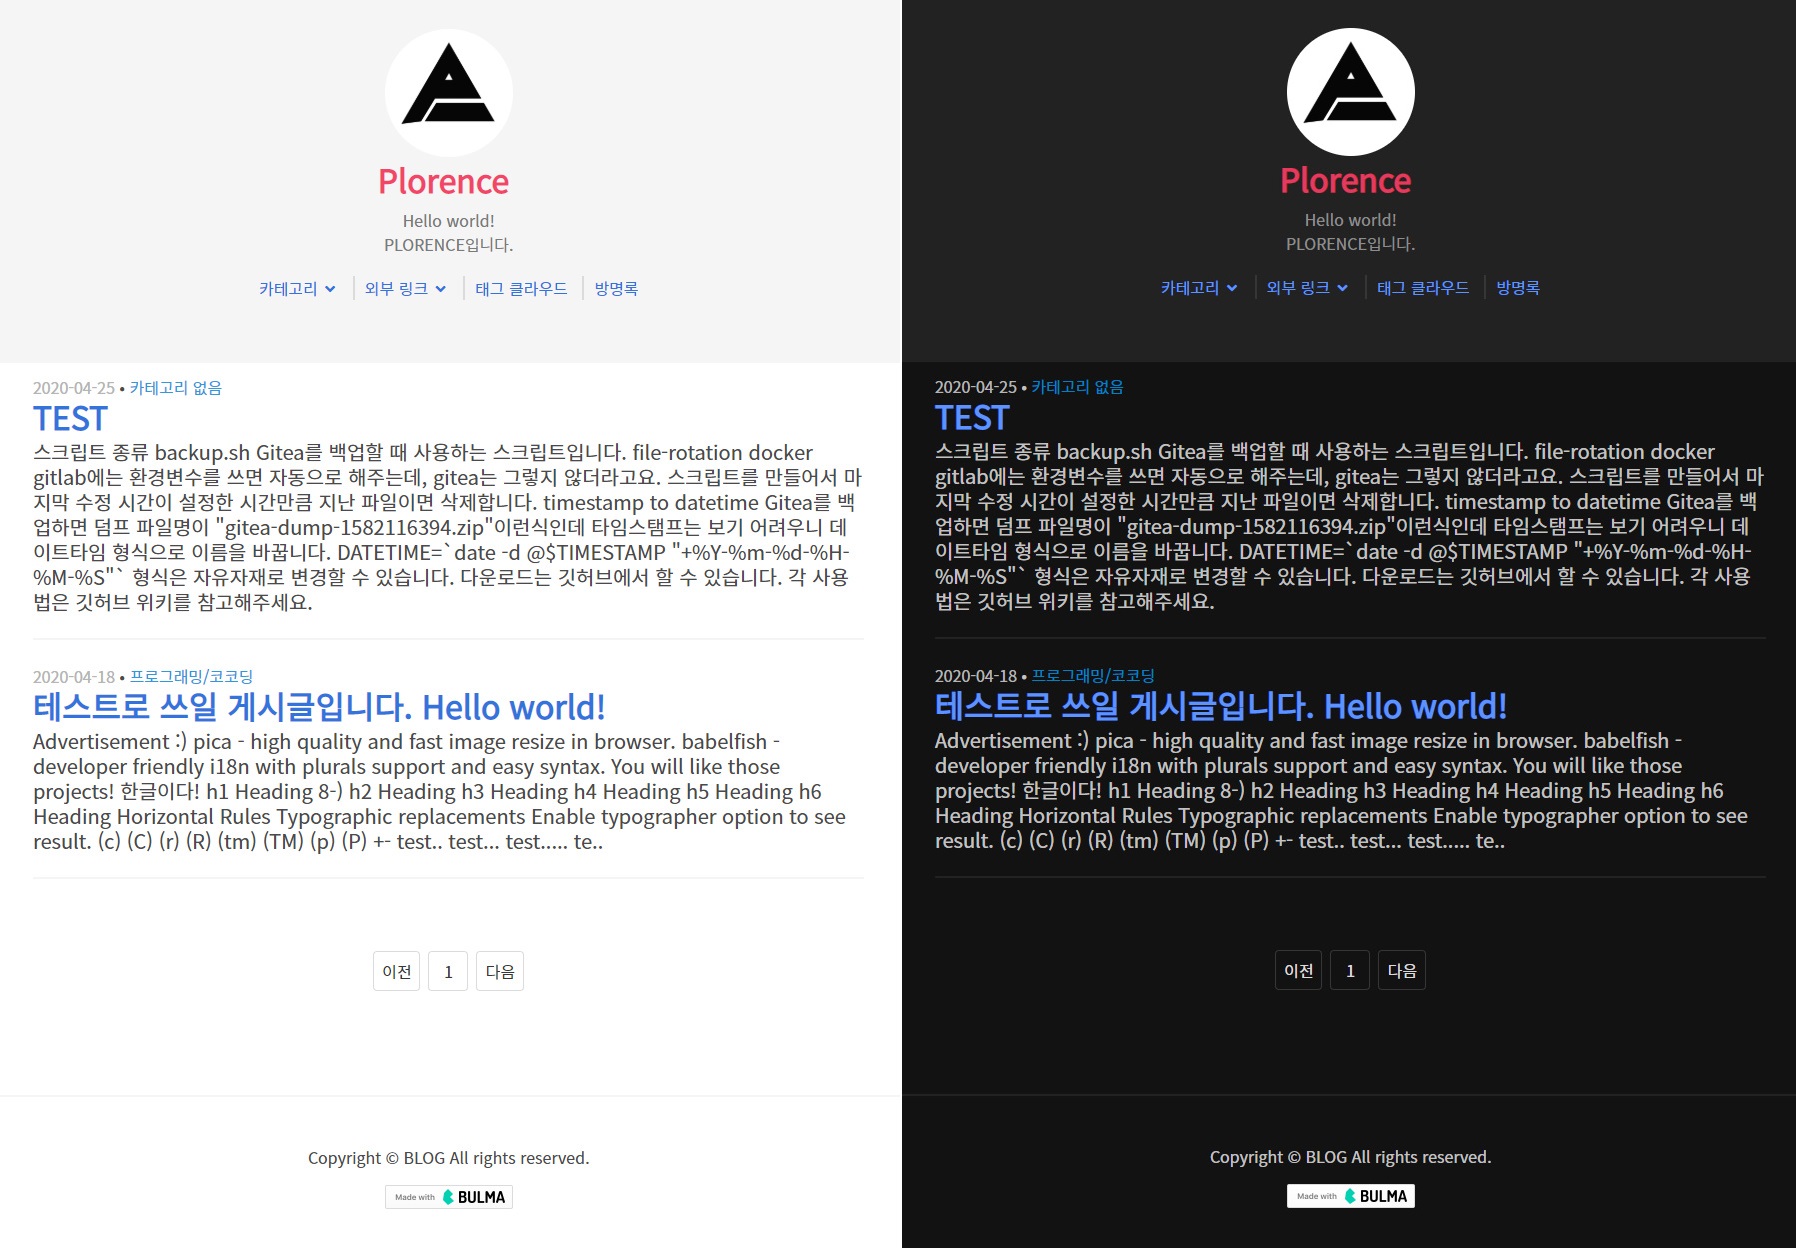 Plorence
Hello world!
PLORENCE입니다.
카테고리 외부 링크 태그 클라우드 방명록
2020-04-25 • 카테고리 없음
TEST
스크립트 종류 backup.sh Gitea를 백업할 때 사용하는 스크립트입니다. file-rotation docker
gitlab에는 환경변수를 쓰면 자동으로 해주는데, gitea는 그렇지 않더라고요. 스크립트를 만들어서 마
지막 수정 시간이 설정한 시간만큼 지난 파일이면 삭제합니다. timestamp to datetime Gitea를 백
업하면 덤프 파일명이 "gitea-dump-1582116394.zip"이런식인데 타임스탬프는 보기 어려우니 데
이트타임 형식으로 이름을 바꿉니다. DATETIME=`date -d @$TIMESTAMP "+%Y-%m-%d-%H-
%M-%S"` 형식은 자유자재로 변경할 수 있습니다. 다운로드는 깃허브에서 할 수 있습니다. 각 사용
법은 깃허브 위키를 참고해주세요.
2020-04-18 • 프로그래밍/코코딩
테스트로 쓰일 게시글입니다. Hello world!
Advertisement :) pica - high quality and fast image resize in browser. babelfish -
developer friendly i18n with plurals support and easy syntax. You will like those
projects! 한글이다! h1 Heading 8-) h2 Heading h3 Heading h4 Heading h5 Heading h6
Heading Horizontal Rules Typographic replacements Enable typographer option to see
result. (c) (C) (r) (R) (tm) (TM) (p) (P) +- test.. test... test..... te..
이전 1 다음
Copyright © BLOG All rights reserved.
Made with BULMA
Plorence
Hello world!
PLORENCE입니다.
카테고리 외부 링크 태그 클라우드 방명록
2020-04-25 • 카테고리 없음
TEST
스크립트 종류 backup.sh Gitea를 백업할 때 사용하는 스크립트입니다. file-rotation docker
gitlab에는 환경변수를 쓰면 자동으로 해주는데, gitea는 그렇지 않더라고요. 스크립트를 만들어서 마
지막 수정 시간이 설정한 시간만큼 지난 파일이면 삭제합니다. timestamp to datetime Gitea를 백
업하면 덤프 파일명이 "gitea-dump-1582116394.zip"이런식인데 타임스탬프는 보기 어려우니 데
이트타임 형식으로 이름을 바꿉니다. DATETIME=`date -d @$TIMESTAMP "+%Y-%m-%d-%H-
%M-%S"` 형식은 자유자재로 변경할 수 있습니다. 다운로드는 깃허브에서 할 수 있습니다. 각 사용
법은 깃허브 위키를 참고해주세요.
2020-04-18 • 프로그래밍/코코딩
테스트로 쓰일 게시글입니다. Hello world!
Advertisement :) pica - high quality and fast image resize in browser. babelfish -
developer friendly i18n with plurals support and easy syntax. You will like those
projects! 한글이다! h1 Heading 8-) h2 Heading h3 Heading h4 Heading h5 Heading h6
Heading Horizontal Rules Typographic replacements Enable typographer option to see
result. (c) (C) (r) (R) (tm) (TM) (p) (P) +- test.. test... test..... te..
이전 1 다음
Copyright © BLOG All rights reserved.
Made with BULMA